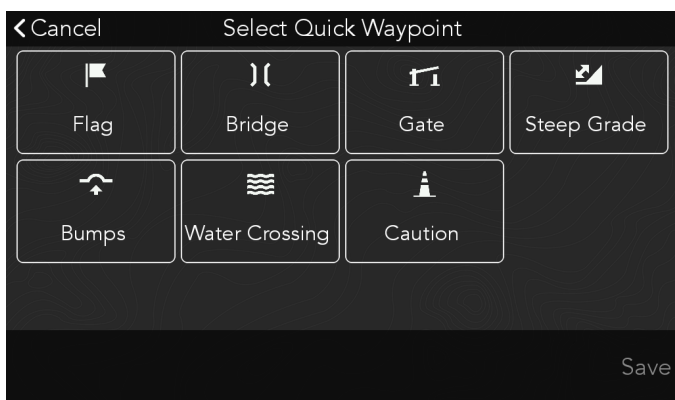 Cancel
Select Quick Waypoint
Flag
Bridge
Gate
Steep Grade
Bumps
Water Crossing
Caution
Save